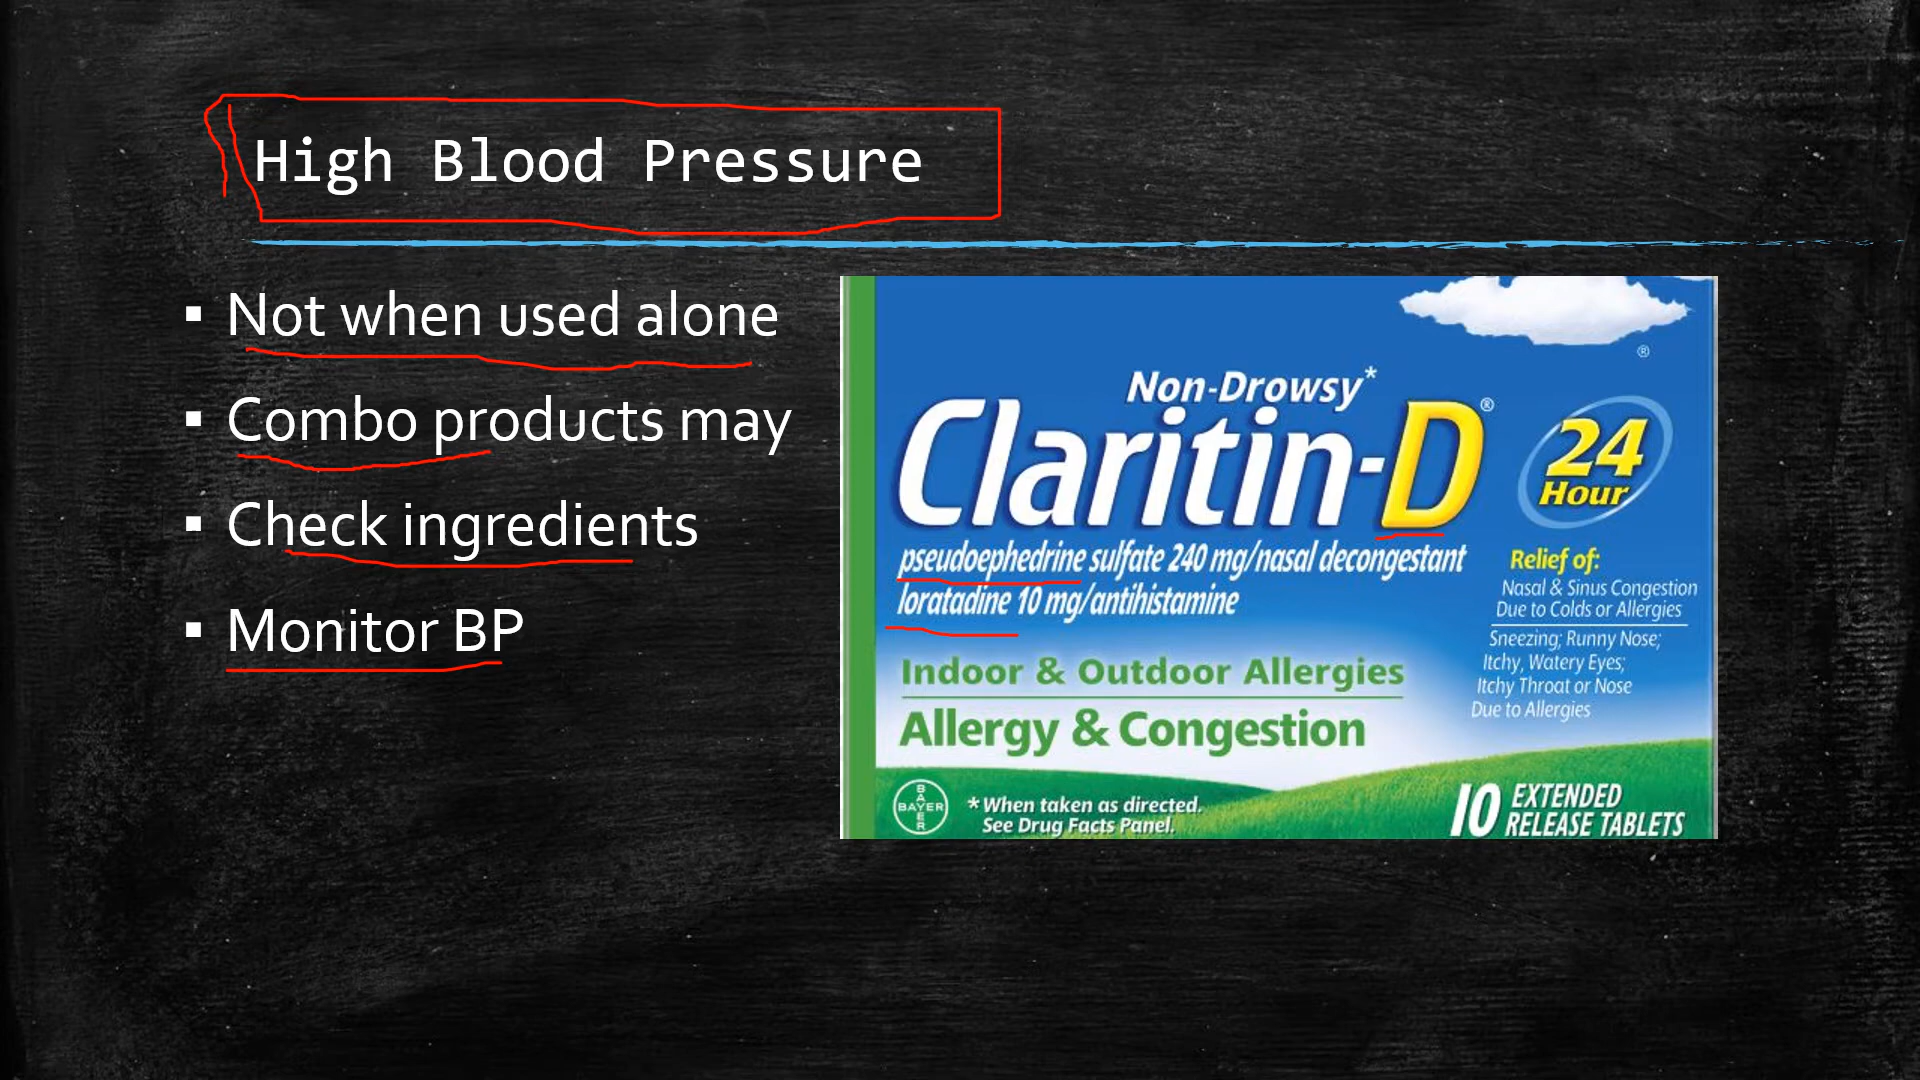 High Blood Pressure
▪ Not when used alone
▪ Combo products may
▪ Check ingredients
▪ Monitor BP
®
Non-Drowsy*
Claritin-D®
24
Hour
pseudoephedrine sulfate 240 mg/nasal decongestant
loratadine 10 mg/antihistamine
Relief of:
Nasal & Sinus Congestion
Due to Colds or Allergies
Sneezing; Runny Nose;
Itchy, Watery Eyes;
Itchy Throat or Nose
Due to Allergies
Indoor & Outdoor Allergies
Allergy & Congestion
BAYER
BAYER
* When taken as directed.
See Drug Facts Panel.
10 EXTENDED
RELEASE TABLETS